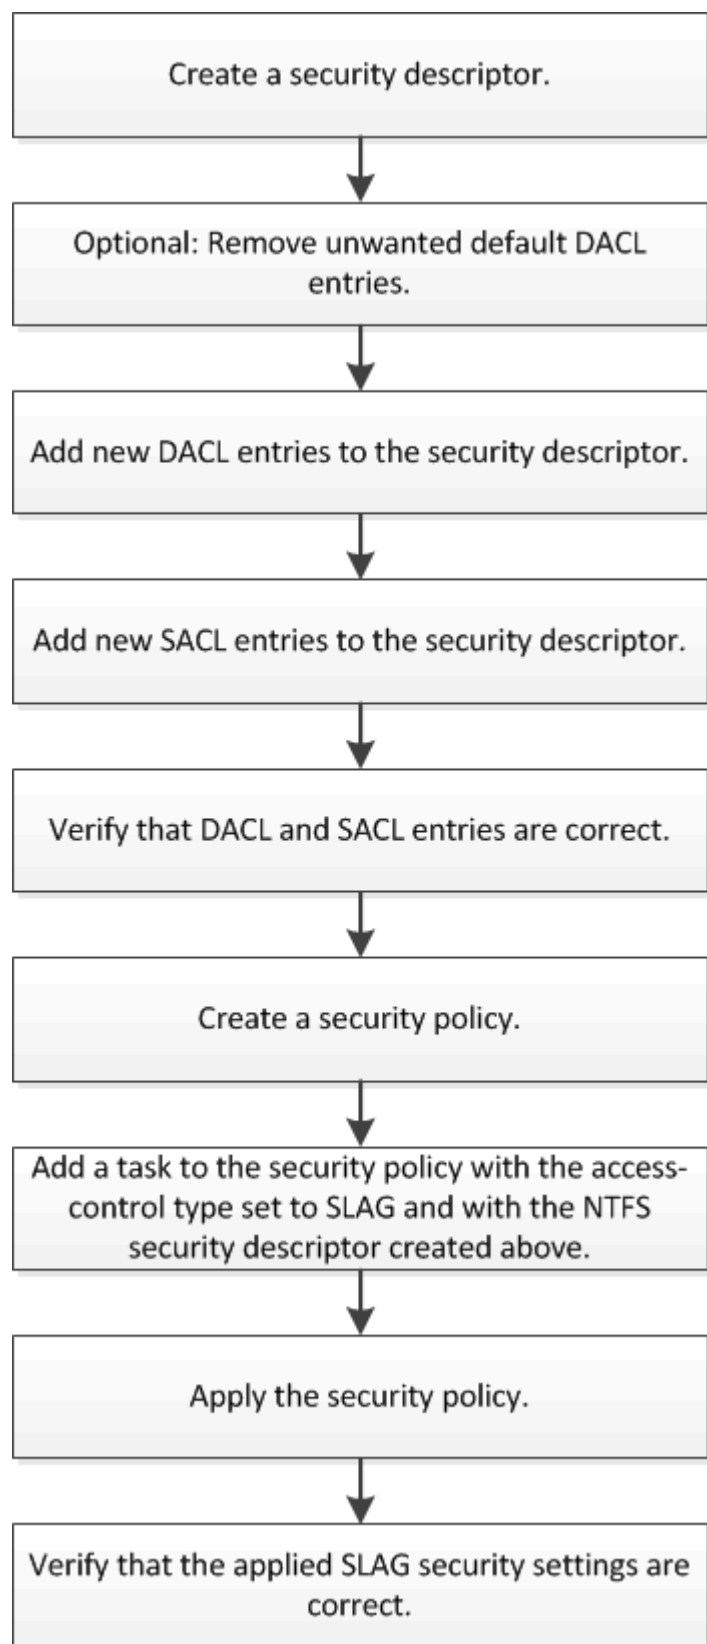 Create a security descriptor.
Optional: Remove unwanted default DACL
entries.
Add new DACL entries to the security descriptor.
Add new SACL entries to the security descriptor.
Verify that DACL and SACL entries are correct.
Create a security policy.
Add a task to the security policy with the access-
control type set to SLAG and with the NTFS
security descriptor created above.
Apply the security policy.
Verify that the applied SLAG security settings are
correct.